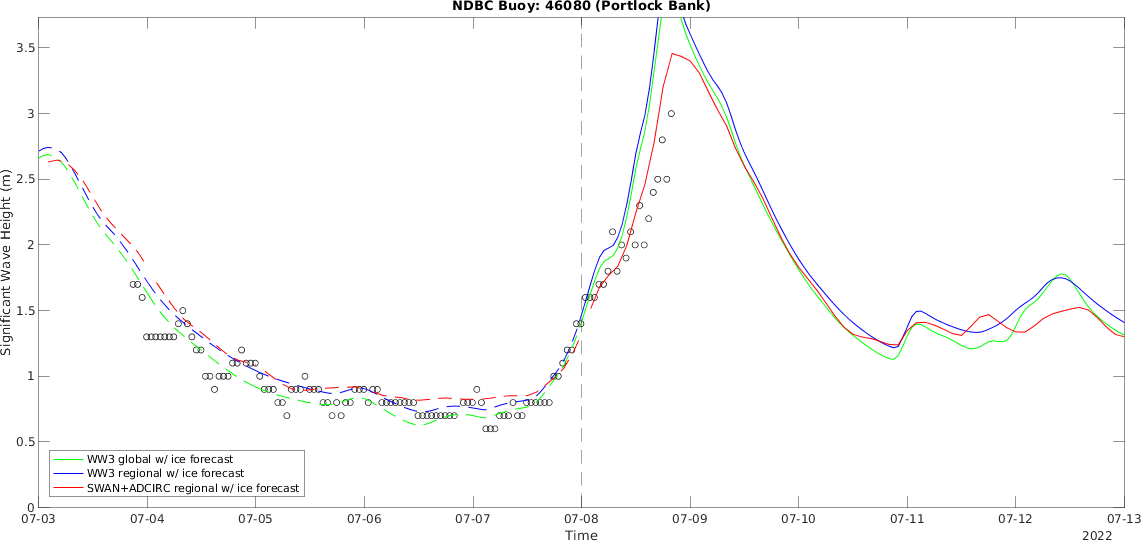 NDBC Buoy: 46080 (Portlock Bank)
Significant Wave Height (m)
3.5
3
2.5
2
1.5
1
0.5
0
WW3 global w/ ice forecast
WW3 regional w/ ice forecast
SWAN+ADCIRC regional w/ ice forecast
07-03 07-04 07-05 07-06 07-07 07-08 07-09 07-10 07-11 07-12 07-13
Time
2022